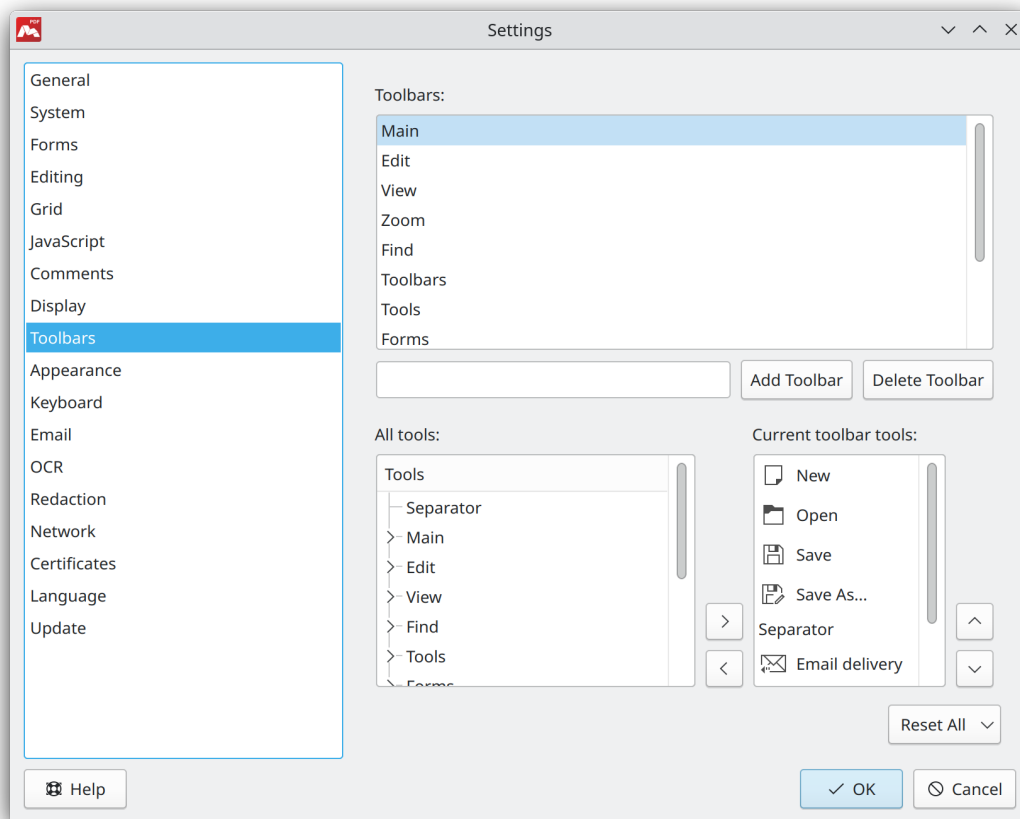 PDF
Settings
General
System
Forms
Editing
Grid
JavaScript
Comments
Display
Toolbars
Appearance
Keyboard
Email
OCR
Redaction
Network
Certificates
Language
Update
Toolbars:
Main
Edit
View
Zoom
Find
Toolbars
Tools
Forms
Add Toolbar
Delete Toolbar
All tools:
Tools
Separator
Main
Edit
View
Find
Tools
Forms
Current toolbar tools:
New
Open
Save
Save As...
Separator
Email delivery
Reset All
Help
OK
Cancel